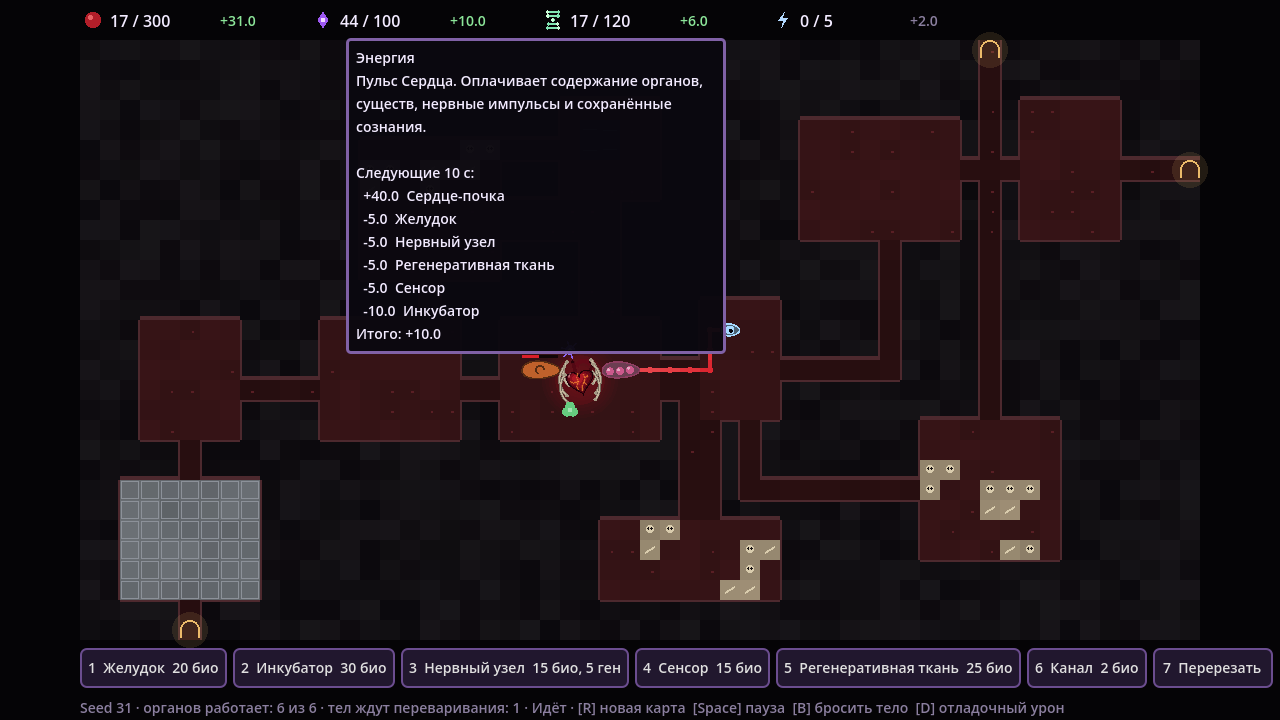 17 / 300 +31.0 44 / 100 +10.0 17 / 120 +6.0 0 / 5 +2.0
Энергия
Пульс Сердца. Оплачивает содержание органов,
существ, нервные импульсы и сохранённые
сознания.
Следующие 10 с:
+40.0 Сердце-почка
-5.0 Желудок
-5.0 Нервный узел
-5.0 Регенеративная ткань
-5.0 Сенсор
-10.0 Инкубатор
Итого: +10.0
1 Желудок 20 био 2 Инкубатор 30 био 3 Нервный узел 15 био, 5 ген 4 Сенсор 15 био 5 Регенеративная ткань 25 био 6 Канал 2 био 7 Перерезать
Seed 31 · органов работает: 6 из 6 · тел ждут переваривания: 1 · Идёт · [R] новая карта [Space] пауза [B] бросить тело [D] отладочный урон